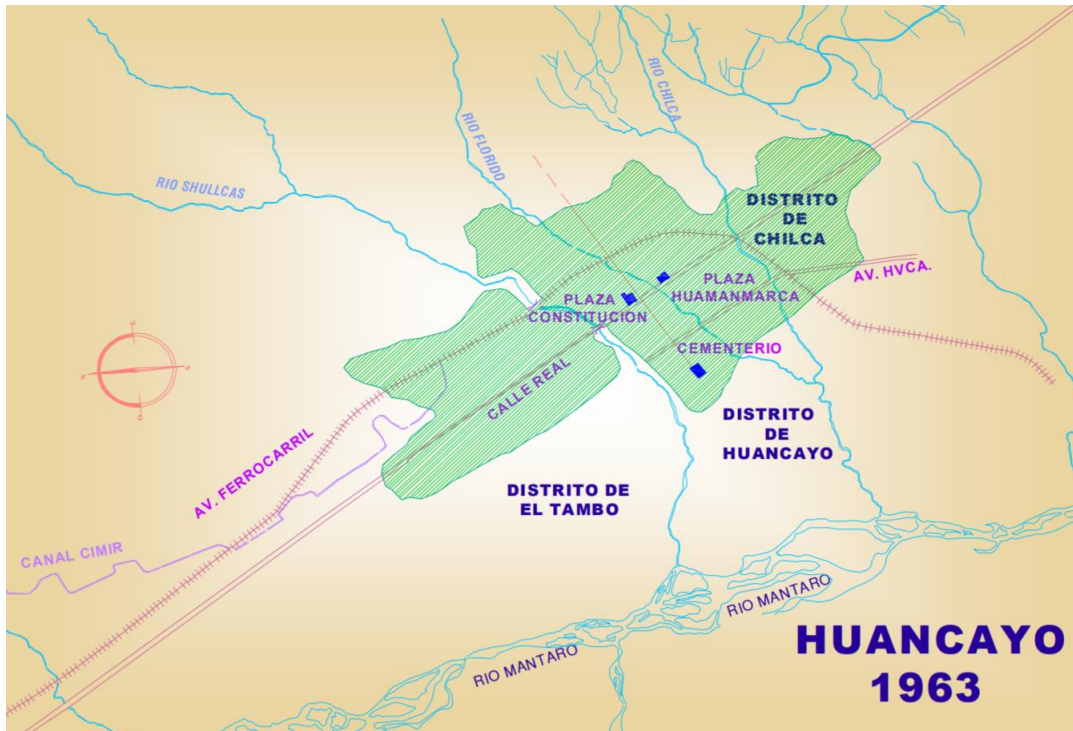 RIO SHULLCAS
RIO FLORIDO
RIO CHILCA
DISTRITO
DE
CHILCA
AV. HVCA.
PLAZA
HUAMANMARCA
PLAZA
CONSTITUCION
CEMENTERIO
CALLE REAL
DISTRITO
DE
HUANCAYO
AV. FERROCARRIL
DISTRITO DE
EL TAMBO
CANAL CIMIR
RIO MANTARO
RIO MANTARO
HUANCAYO
1963